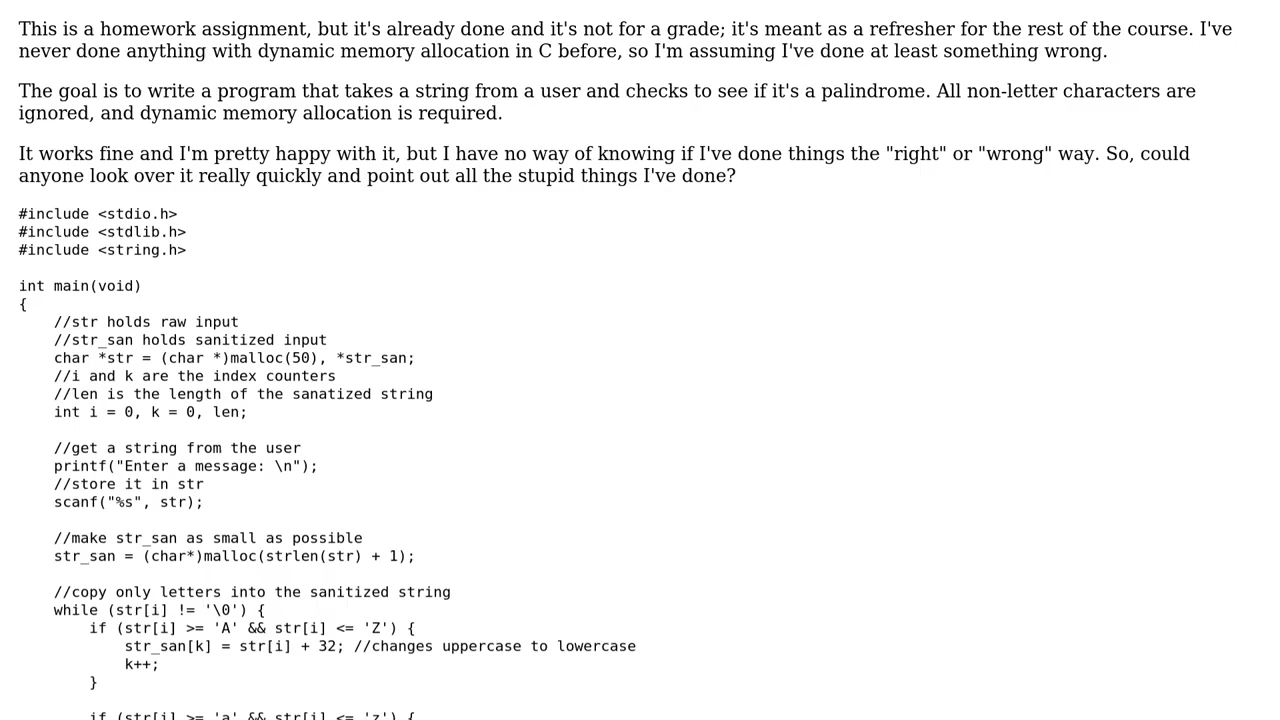 This is a homework assignment, but it's already done and it's not for a grade; it's meant as a refresher for the rest of the course. I've
never done anything with dynamic memory allocation in C before, so I'm assuming I've done at least something wrong.
The goal is to write a program that takes a string from a user and checks to see if it's a palindrome. All non-letter characters are
ignored, and dynamic memory allocation is required.
It works fine and I'm pretty happy with it, but I have no way of knowing if I've done things the "right" or "wrong" way. So, could
anyone look over it really quickly and point out all the stupid things I've done?
#include <stdio.h>
#include <stdlib.h>
#include <string.h>

int main(void)
{
    //str holds raw input
    //str_san holds sanitized input
    char *str = (char *)malloc(50), *str_san;
    //i and k are the index counters
    //len is the length of the sanatized string
    int i = 0, k = 0, len;

    //get a string from the user
    printf("Enter a message: \n");
    //store it in str
    scanf("%s", str);

    //make str_san as small as possible
    str_san = (char*)malloc(strlen(str) + 1);

    //copy only letters into the sanitized string
    while (str[i] != '\0') {
        if (str[i] >= 'A' && str[i] <= 'Z') {
            str_san[k] = str[i] + 32; //changes uppercase to lowercase
            k++;
        }

        if (str[i] >= 'a' && str[i] <= 'z') {